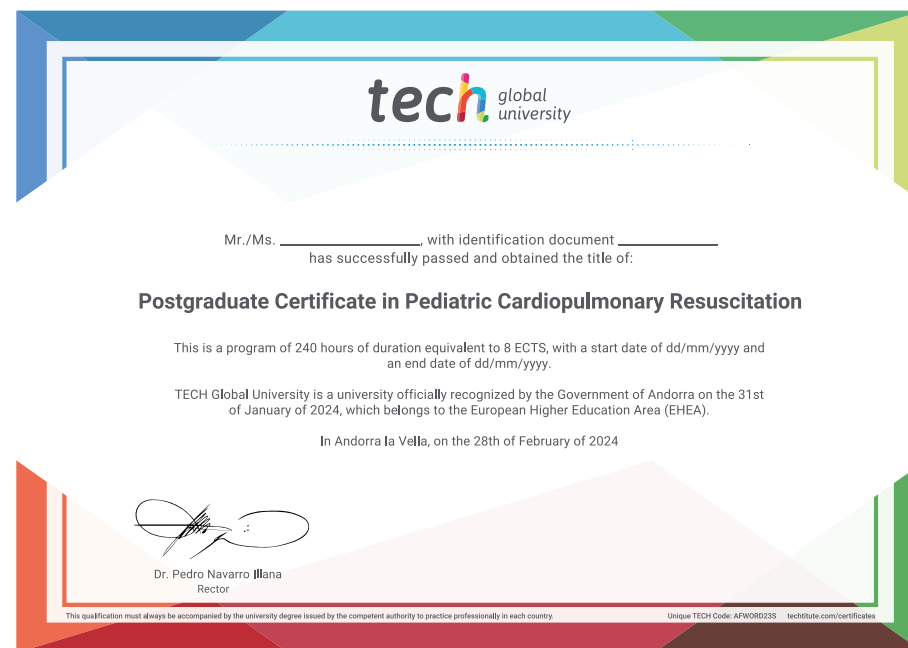 tech global university
Mr./Ms. ____________, with identification document ____________
has successfully passed and obtained the title of:
Postgraduate Certificate in Pediatric Cardiopulmonary Resuscitation
This is a program of 240 hours of duration equivalent to 8 ECTS, with a start date of dd/mm/yyyy and
an end date of dd/mm/yyyy.
TECH Global University is a university officially recognized by the Government of Andorra on the 31st
of January of 2024, which belongs to the European Higher Education Area (EHEA).
In Andorra la Vella, on the 28th of February of 2024
Dr. Pedro Navarro Illana
Rector
This qualification must always be accompanied by the university degree issued by the competent authority to practice professionally in each country.
Unique TECH Code: AFWORD23S techtitute.com/certificates